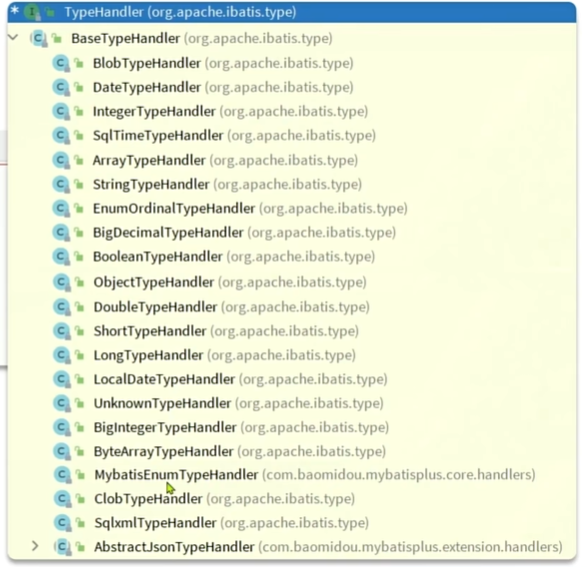 * TypeHandler (org.apache.ibatis.type)
BaseTypeHandler (org.apache.ibatis.type)
BlobTypeHandler (org.apache.ibatis.type)
DateTypeHandler (org.apache.ibatis.type)
IntegerTypeHandler (org.apache.ibatis.type)
SqlTimeTypeHandler (org.apache.ibatis.type)
ArrayTypeHandler (org.apache.ibatis.type)
StringTypeHandler (org.apache.ibatis.type)
EnumOrdinalTypeHandler (org.apache.ibatis.type)
BigDecimalTypeHandler (org.apache.ibatis.type)
BooleanTypeHandler (org.apache.ibatis.type)
ObjectTypeHandler (org.apache.ibatis.type)
DoubleTypeHandler (org.apache.ibatis.type)
ShortTypeHandler (org.apache.ibatis.type)
LongTypeHandler (org.apache.ibatis.type)
LocalDateTypeHandler (org.apache.ibatis.type)
UnknownTypeHandler (org.apache.ibatis.type)
BigIntegerTypeHandler (org.apache.ibatis.type)
ByteArrayTypeHandler (org.apache.ibatis.type)
MybatisEnumTypeHandler (com.baomidou.mybatisplus.core.handlers)
ClobTypeHandler (org.apache.ibatis.type)
SqlxmlTypeHandler (org.apache.ibatis.type)
AbstractJsonTypeHandler (com.baomidou.mybatisplus.extension.handlers)